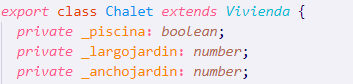 export class Chalet extends Vivienda {
  private _piscina: boolean;
  private _largojardin: number;
  private _anchojardin: number;